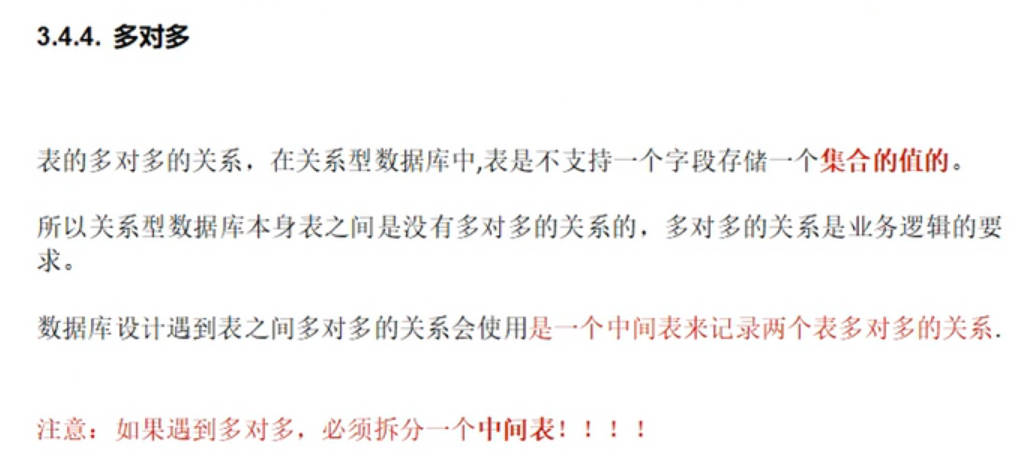 3.4.4. 多对多
表的多对多的关系，在关系型数据库中,表是不支持一个字段存储一个集合的值的。
所以关系型数据库本身表之间是没有多对多的关系的，多对多的关系是业务逻辑的要
求。
数据库设计遇到表之间多对多的关系会使用是一个中间表来记录两个表多对多的关系.
注意：如果遇到多对多，必须拆分一个中间表！！！！